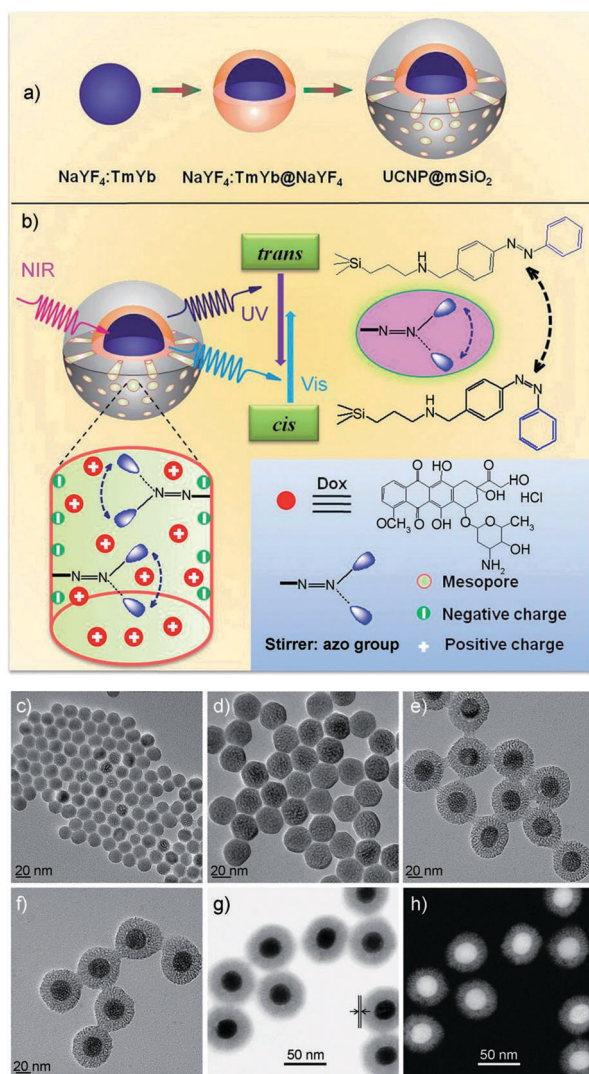 a)
NaYF₄:TmYb
NaYF₄:TmYb@NaYF₄
UCNP@mSiO₂
b)
NIR
UV
Vis
trans
cis
Si
H
N
N=N
N=N
Si
H
N
N=N
N=N
N=N
Dox
O
OH
O
OH
OH
HCl
OCH₃
O
OH
O
O
CH₃
OH
NH₂
N=N
Stirrer: azo group
Mesopore
Negative charge
Positive charge
c)
20 nm
d)
20 nm
e)
20 nm
f)
20 nm
g)
50 nm
h)
50 nm